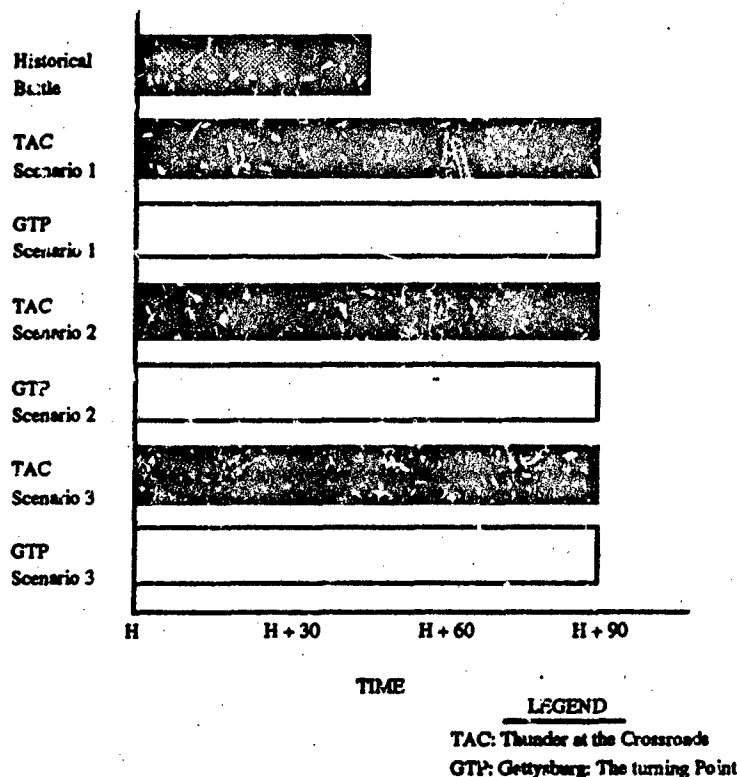 Historical
Battle
TAC
Scenario 1
GTP
Scenario 1
TAC
Scenario 2
GTP
Scenario 2
TAC
Scenario 3
GTP
Scenario 3
H H + 30 H + 60 H + 90
TIME
LEGEND
TAC: Thunder at the Crossroads
GTP: Gettysburg: The turning Point